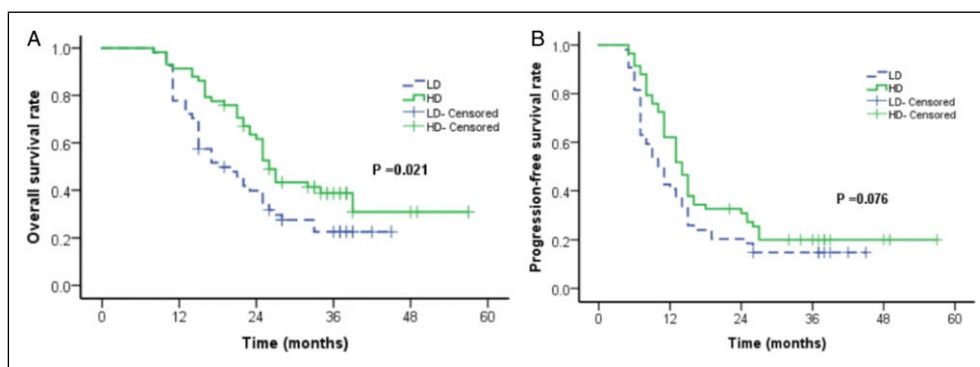 A
Overall survival rate
1.0
0.8
0.6
0.4
0.2
0.0
LD
HD
LD- Censored
HD- Censored
P =0.021
0 12 24 36 48 60
Time (months)
B
Progression-free survival rate
1.0
0.8
0.6
0.4
0.2
0.0
LD
HD
LD- Censored
HD- Censored
P =0.076
0 12 24 36 48 60
Time (months)